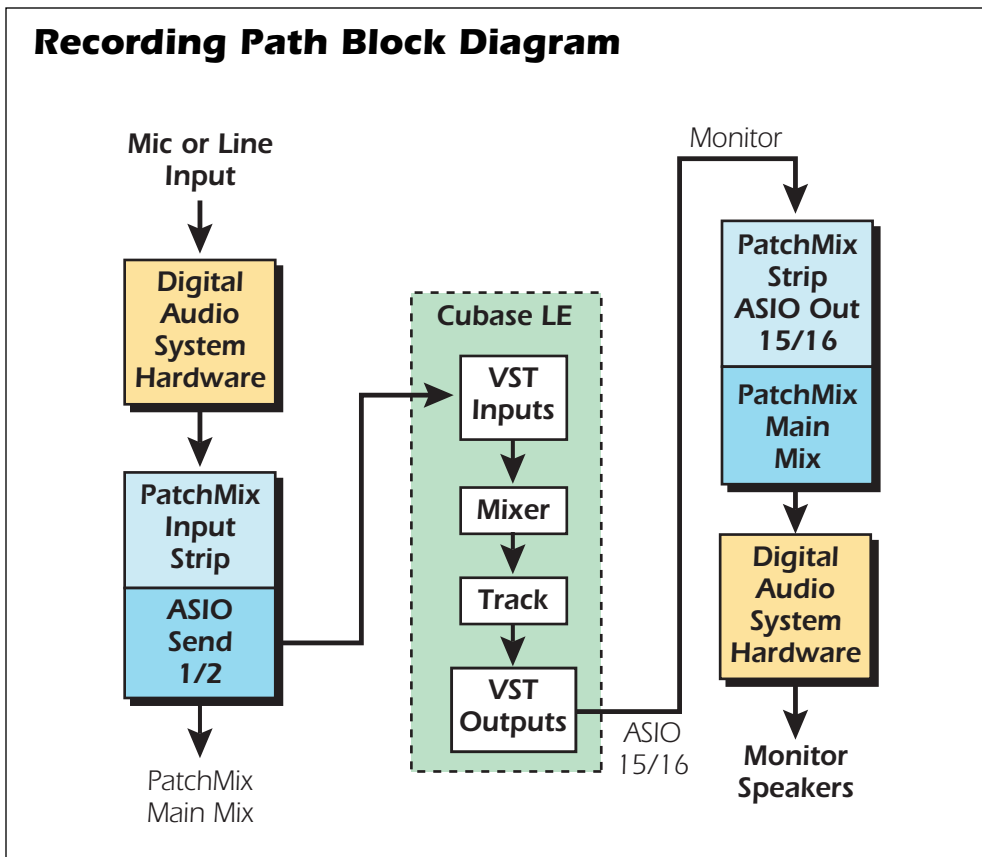 Recording Path Block Diagram
Mic or Line
Input
Digital
Audio
System
Hardware
PatchMix
Input
Strip
ASIO
Send
1/2
PatchMix
Main Mix
Cubase LE
VST
Inputs
Mixer
Track
VST
Outputs
ASIO
15/16
Monitor
PatchMix
Strip
ASIO Out
15/16
PatchMix
Main
Mix
Digital
Audio
System
Hardware
Monitor
Speakers